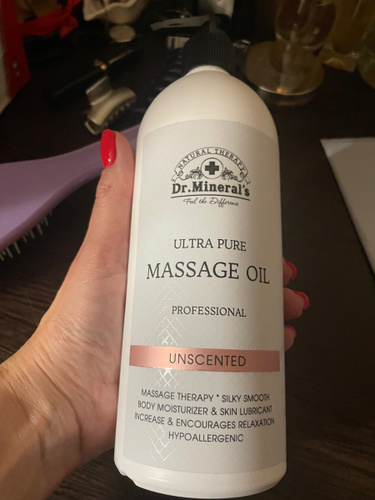 NATURAL THERAPY
Dr.Mineral's
Feel the Difference
ULTRA PURE
MASSAGE OIL
PROFESSIONAL
UNSCENTED
MASSAGE THERAPY * SILKY SMOOTH
BODY MOISTURIZER & SKIN LUBRICANT
INCREASE & ENCOURAGES RELAXATION
HYPOALLERGENIC